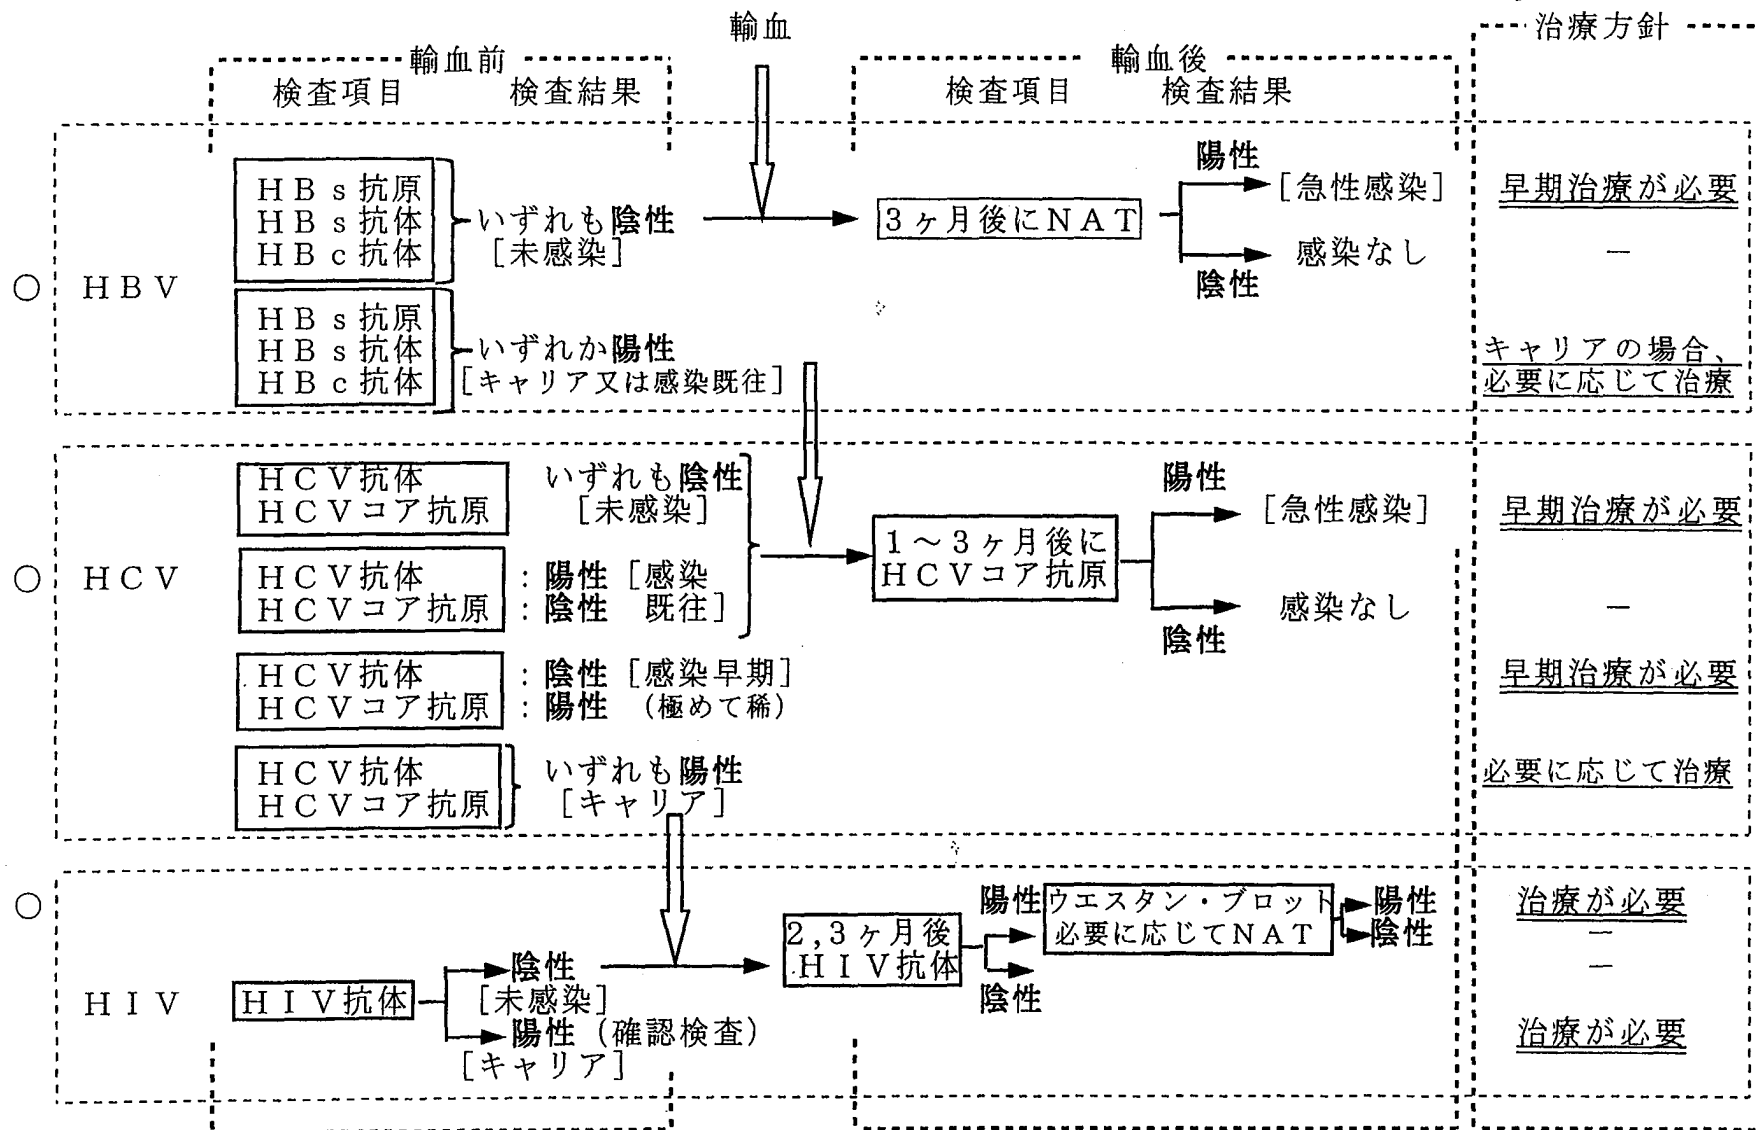 輸血
治療方針
輸血前
輸血後
検査項目 検査結果
検査項目 検査結果
○ HBV
HBs抗原
HBs抗体
HBc抗体
いずれも陰性
[未感染]
3ヶ月後にNAT
陽性
[急性感染]
早期治療が必要
感染なし
陰性
－
HBs抗原
HBs抗体
HBc抗体
いずれか陽性
[キャリア又は感染既往]
キャリアの場合、
必要に応じて治療
○ HCV
HCV抗体
HCVコア抗原
いずれも陰性
[未感染]
HCV抗体 : 陽性 [感染
HCVコア抗原 : 陰性 既往]
1～3ヶ月後に
HCVコア抗原
陽性
[急性感染]
早期治療が必要
感染なし
陰性
－
HCV抗体 : 陰性 [感染早期]
HCVコア抗原 : 陽性 (極めて稀)
早期治療が必要
HCV抗体
HCVコア抗原
いずれも陽性
[キャリア]
必要に応じて治療
○
HIV
HIV抗体
陰性
[未感染]
陽性 (確認検査)
[キャリア]
2,3ヶ月後
HIV抗体
陽性
陰性
ウエスタン・ブロット
必要に応じてNAT
陽性
陰性
治療が必要
－
－
治療が必要